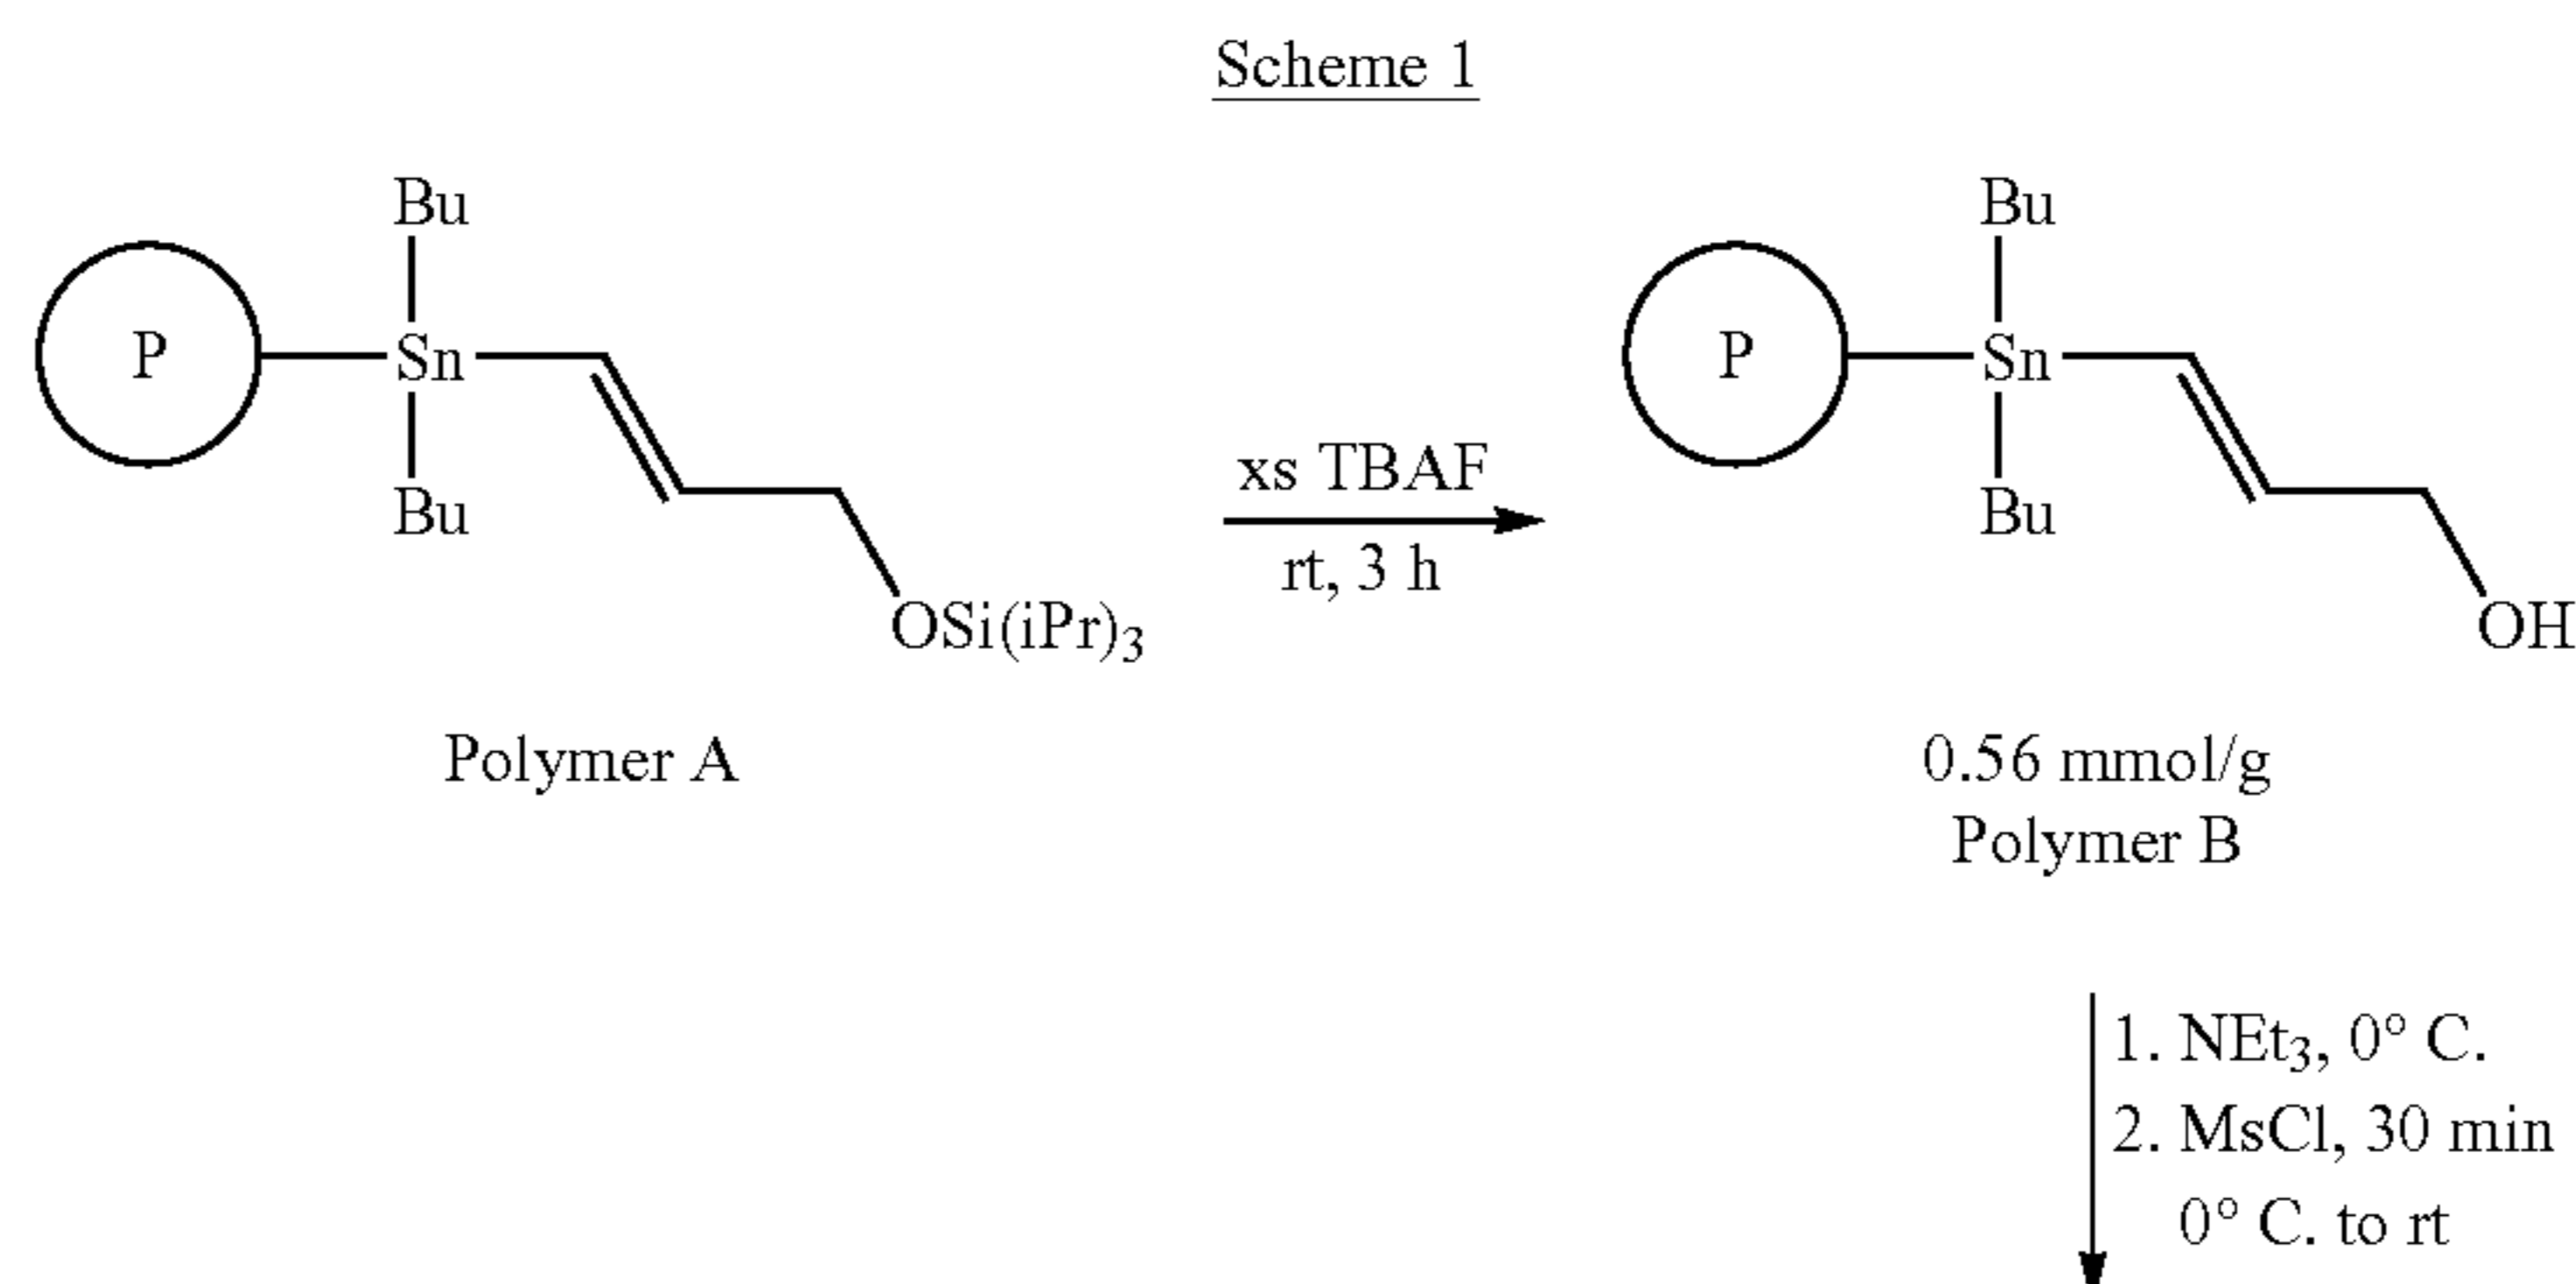 Scheme 1
Bu
Bu
P
Sn
P
Sn
Bu
Bu
OSi(iPr)3
OH
xs TBAF
rt, 3 h
Polymer A
0.56 mmol/g
Polymer B
1. NEt3, 0° C.
2. MsCl, 30 min
0° C. to rt